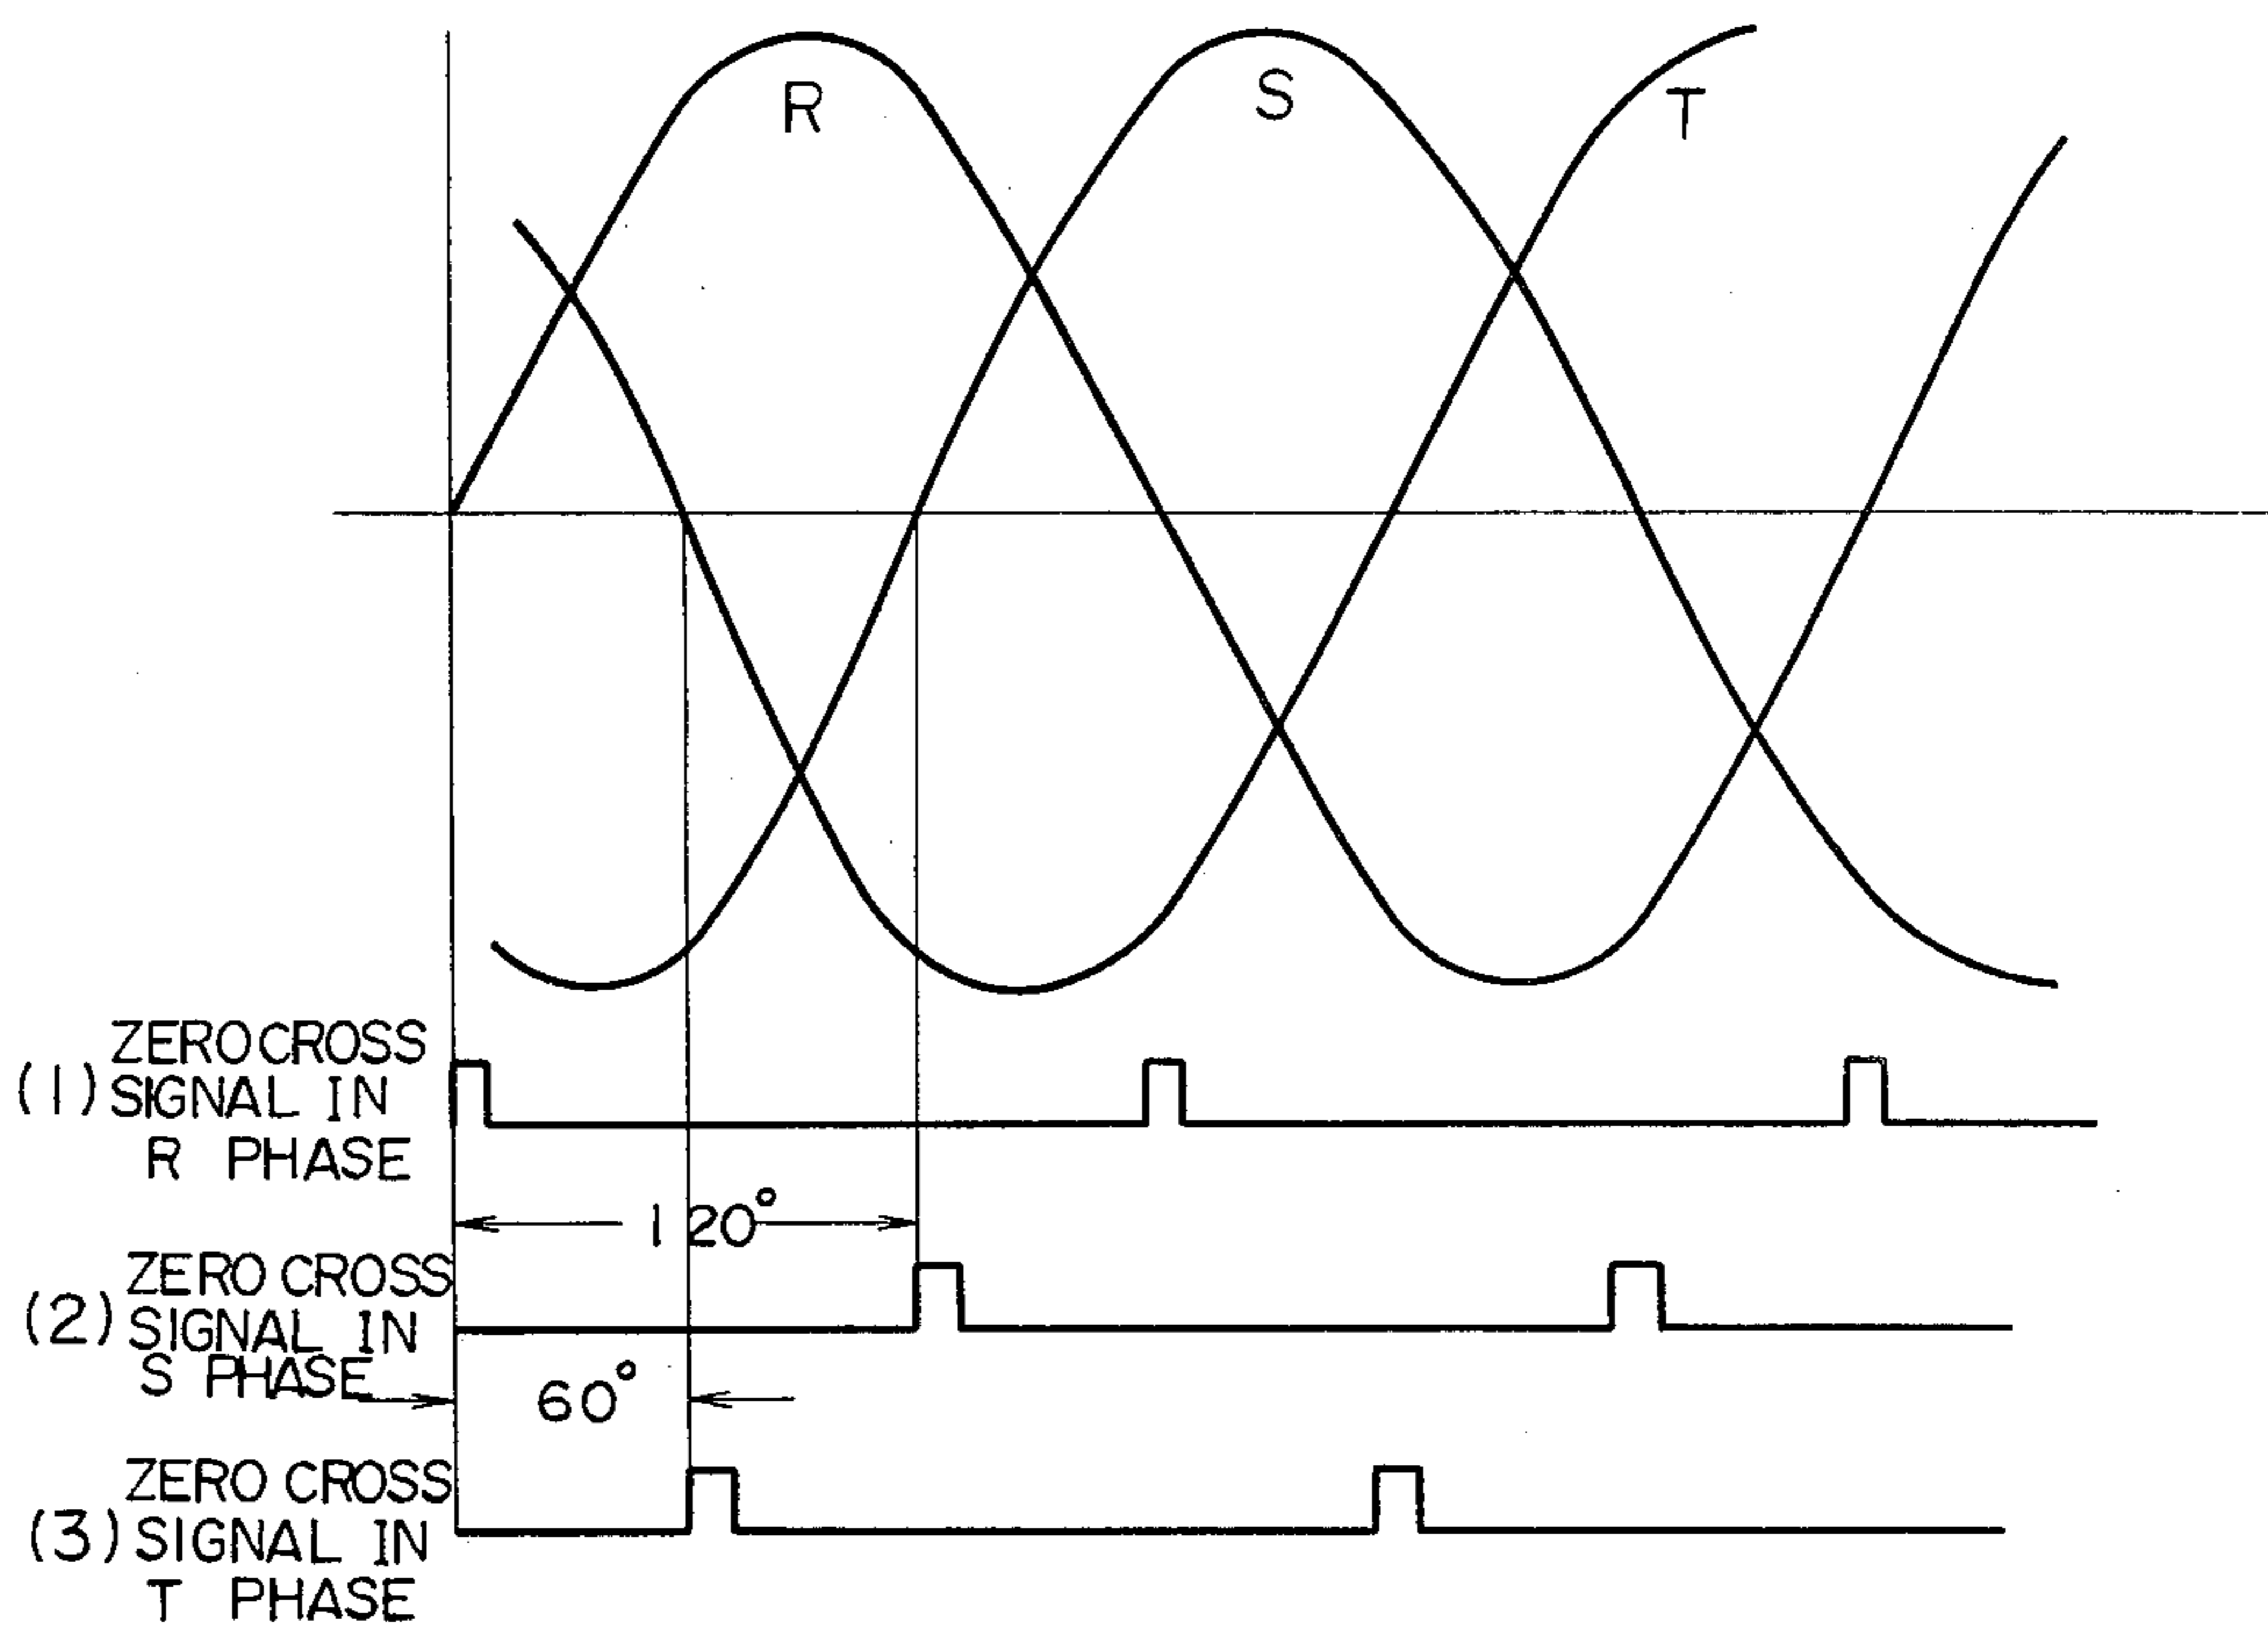 R
S
T
ZERO CROSS
(1) SIGNAL IN
R PHASE
120°
ZERO CROSS
(2) SIGNAL IN
S PHASE
60°
ZERO CROSS
(3) SIGNAL IN
T PHASE